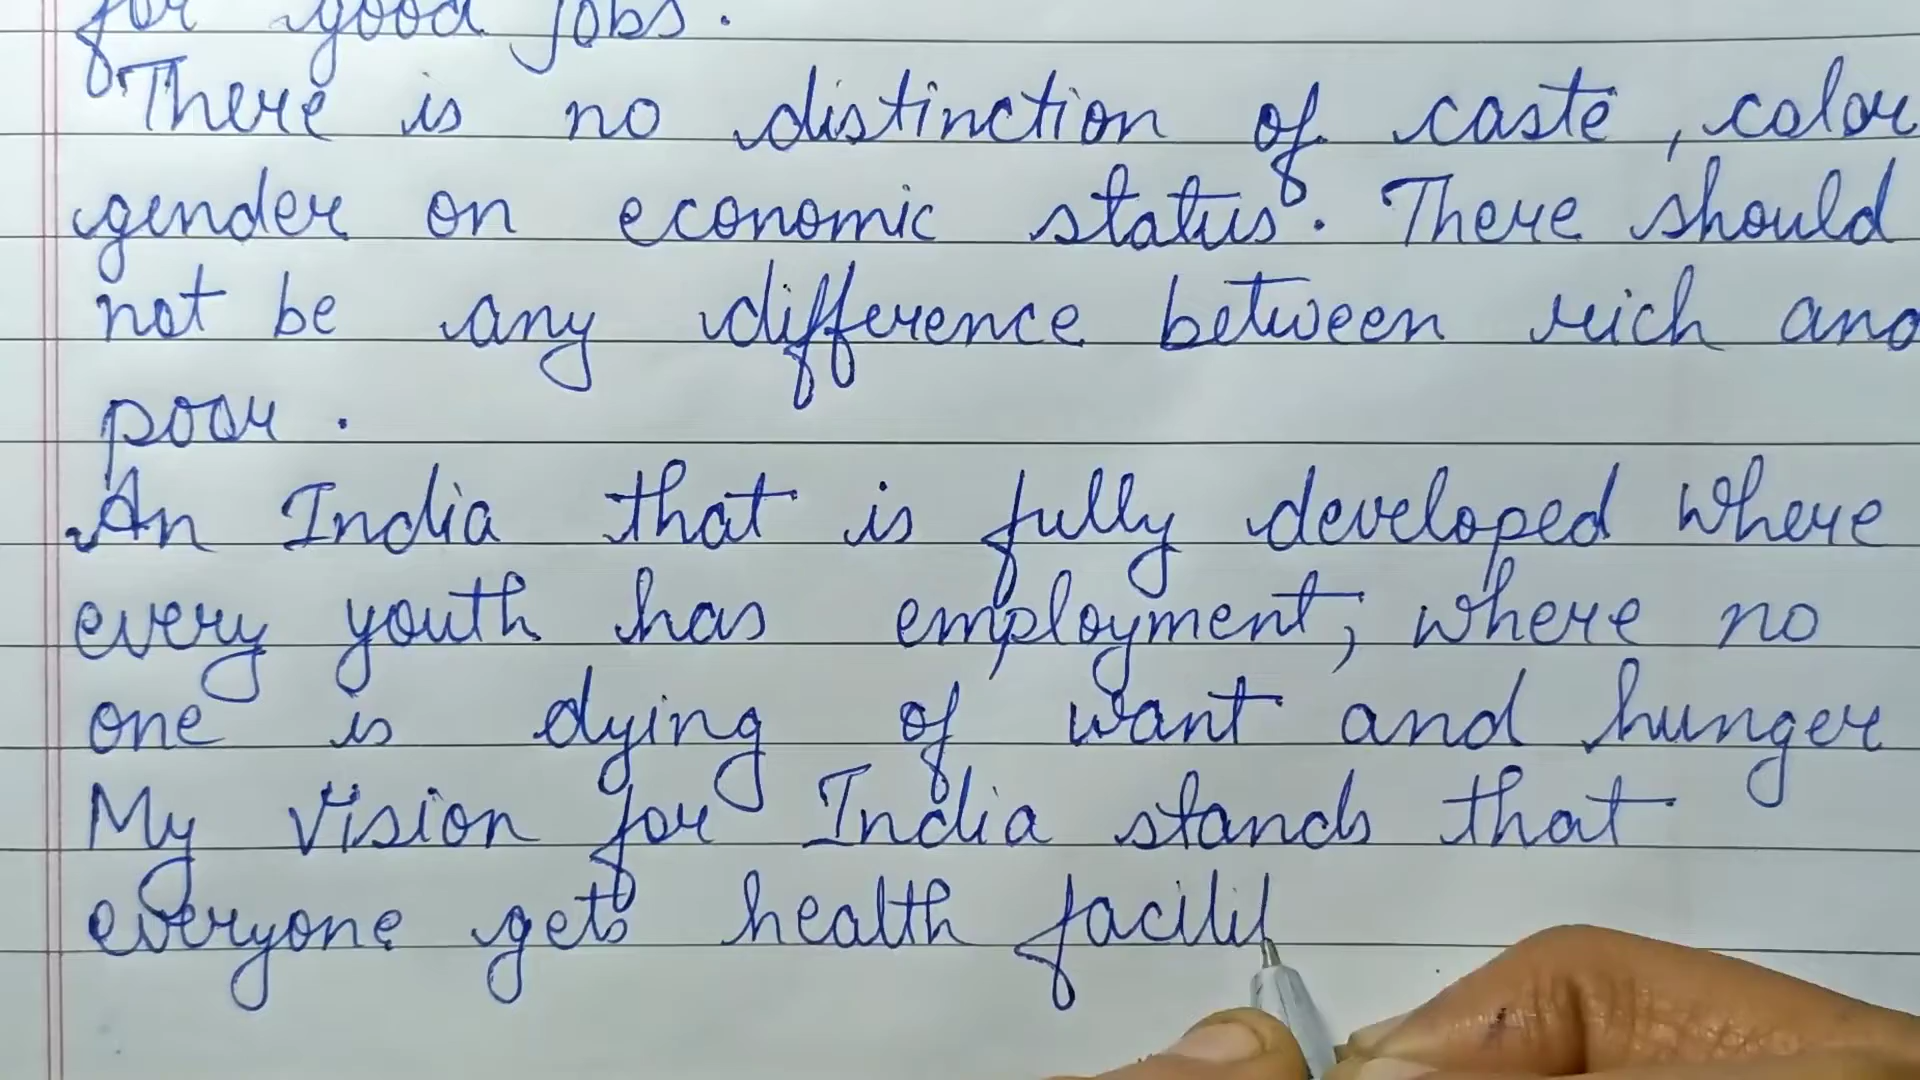 for good jobs.
There is no distinction of caste, color
gender on economic status. There should
not be any difference between rich and
poor.
An India that is fully developed where
every youth has employment, where no
one is dying of want and hunger
My vision for India stands that
everyone gets health facilit